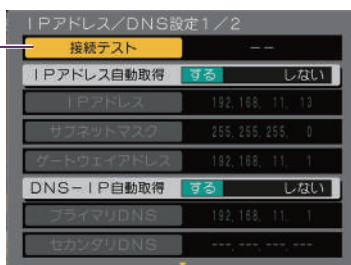 IPアドレス/DNS設定1/2
接続テスト --
IPアドレス自動取得 する しない
IPアドレス 192.168. 11. 13
サブネットマスク 255.255.255. 0
ゲートウェイアドレス 192.168. 11. 1
DNS-IP自動取得 する しない
プライマリDNS 192.168. 11. 1
セカンダリDNS ---.---.---.---